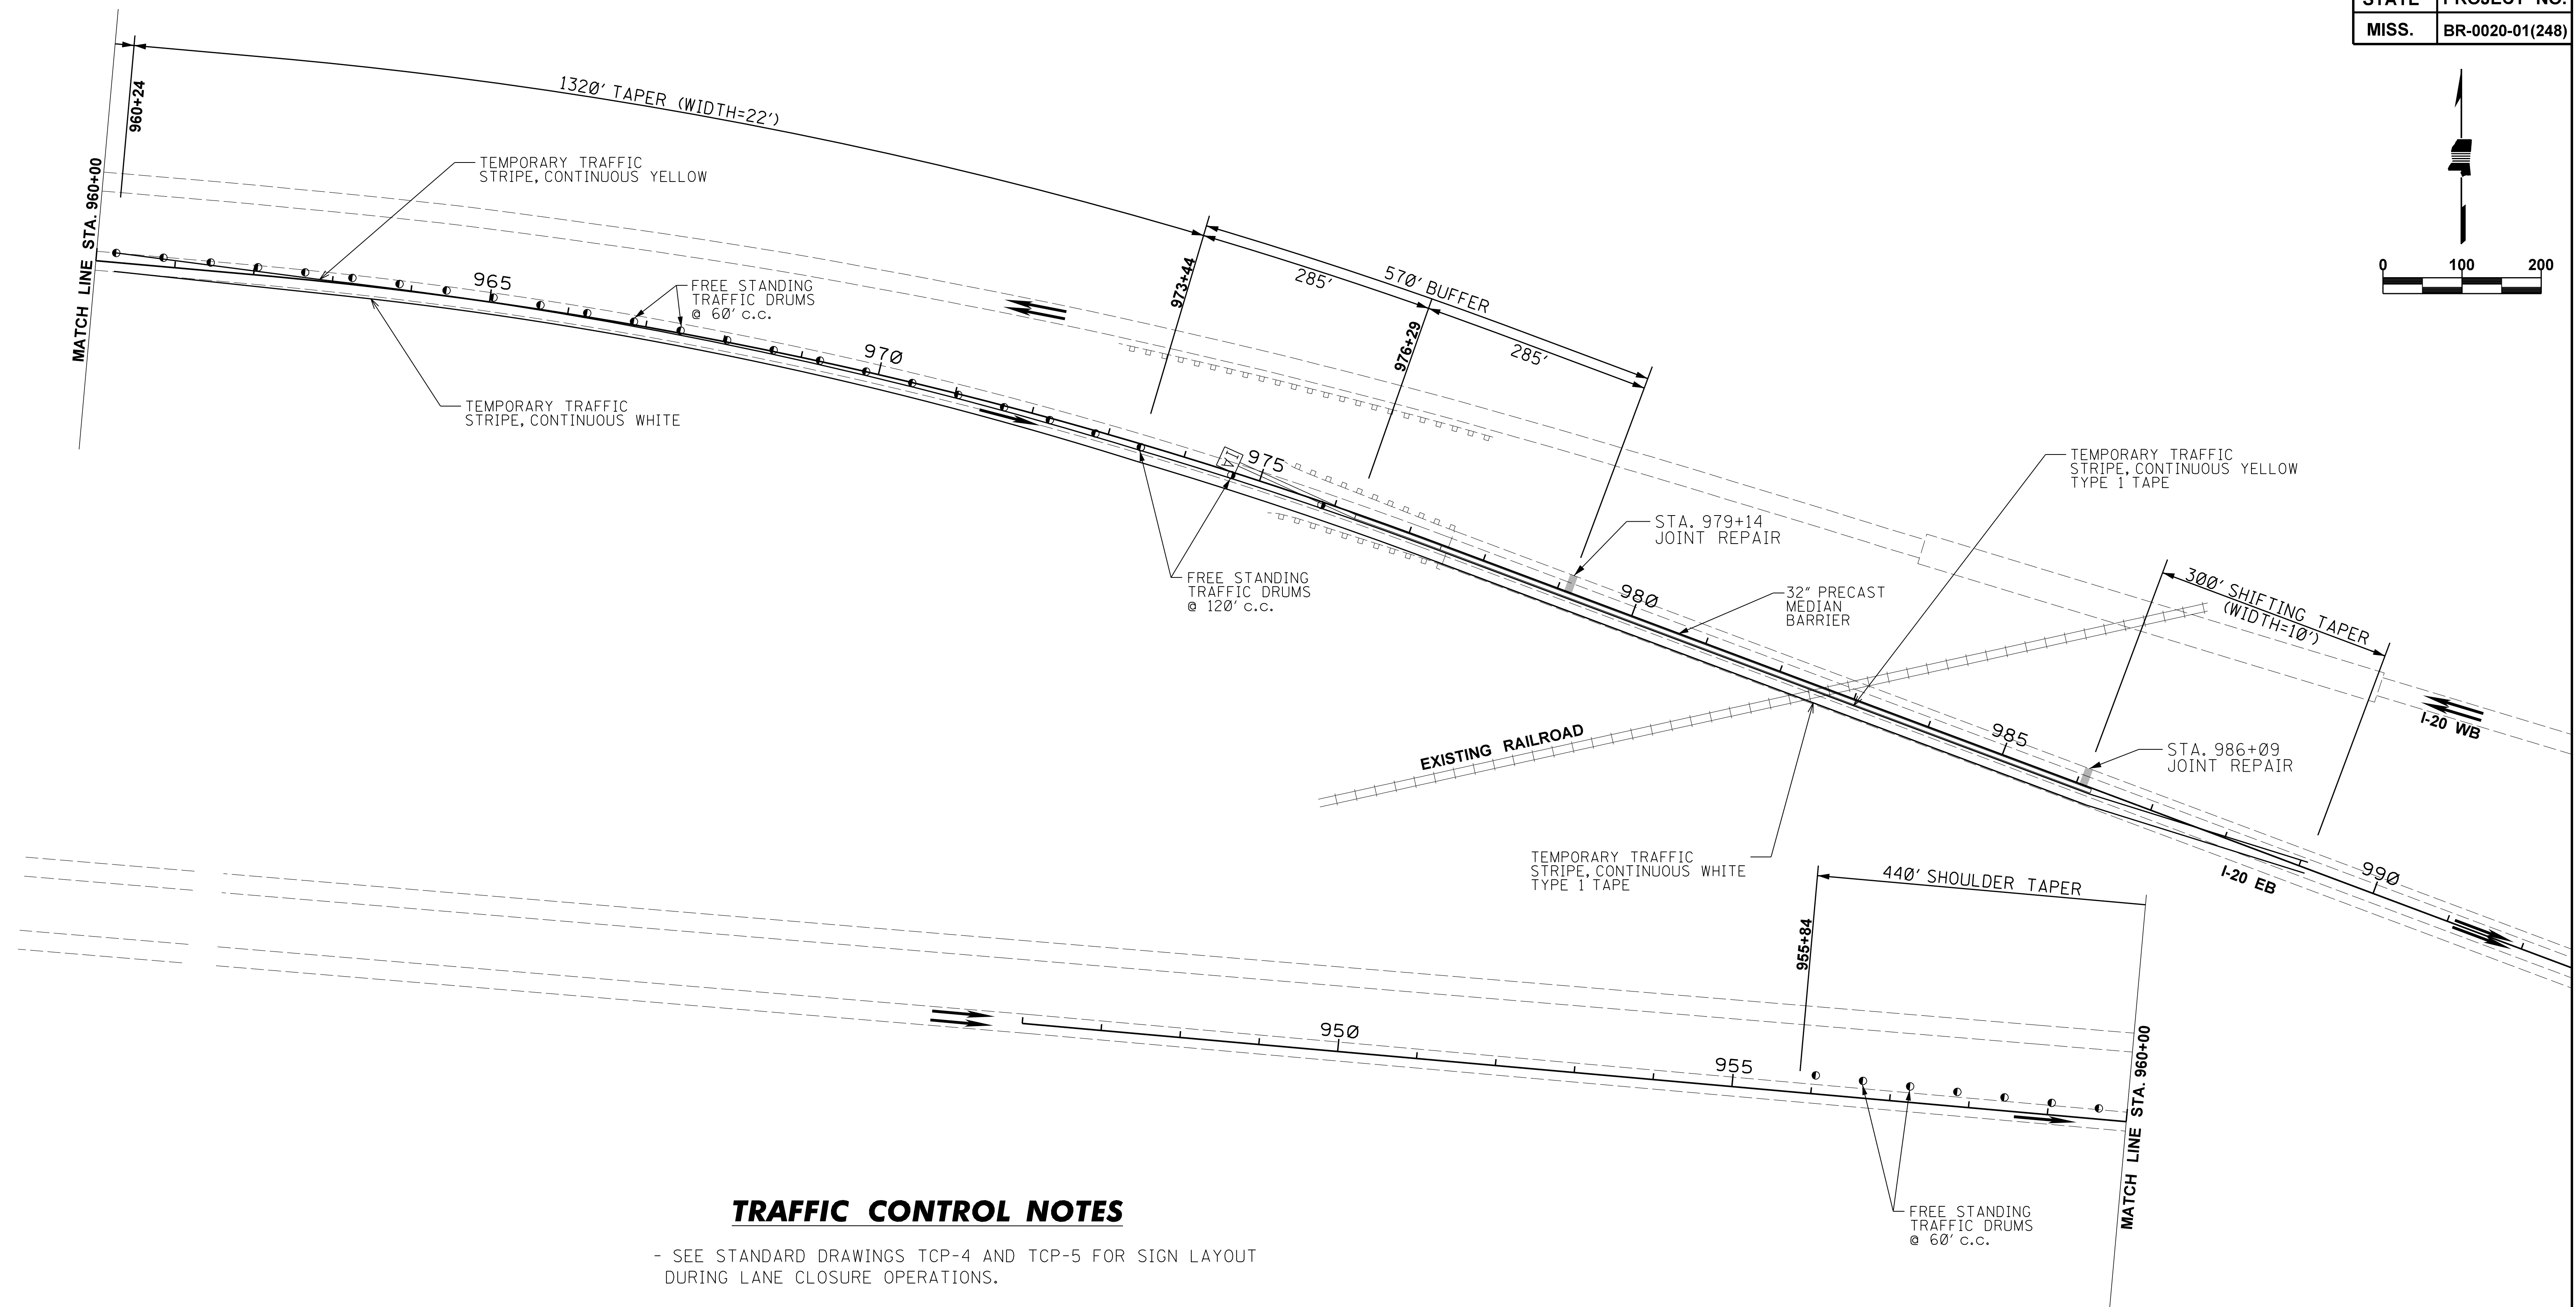 STATE PROJECT NO.
MISS. BR-0020-01(248)
0 100 200
960+24
1320' TAPER (WIDTH=22')
MATCH LINE STA. 960+00
TEMPORARY TRAFFIC
STRIPE, CONTINUOUS YELLOW
965
FREE STANDING
TRAFFIC DRUMS
@ 60' c.c.
970
TEMPORARY TRAFFIC
STRIPE, CONTINUOUS WHITE
973+44
285'
570' BUFFER
976+29
285'
1A
975
FREE STANDING
TRAFFIC DRUMS
@ 120' c.c.
STA. 979+14
JOINT REPAIR
980
32" PRECAST
MEDIAN
BARRIER
TEMPORARY TRAFFIC
STRIPE, CONTINUOUS YELLOW
TYPE 1 TAPE
300' SHIFTING TAPER
(WIDTH=10')
I-20 WB
EXISTING RAILROAD
985
STA. 986+09
JOINT REPAIR
TEMPORARY TRAFFIC
STRIPE, CONTINUOUS WHITE
TYPE 1 TAPE
I-20 EB
990
440' SHOULDER TAPER
955+84
950
955
MATCH LINE STA. 960+00
FREE STANDING
TRAFFIC DRUMS
@ 60' c.c.
TRAFFIC CONTROL NOTES
- SEE STANDARD DRAWINGS TCP-4 AND TCP-5 FOR SIGN LAYOUT
DURING LANE CLOSURE OPERATIONS.